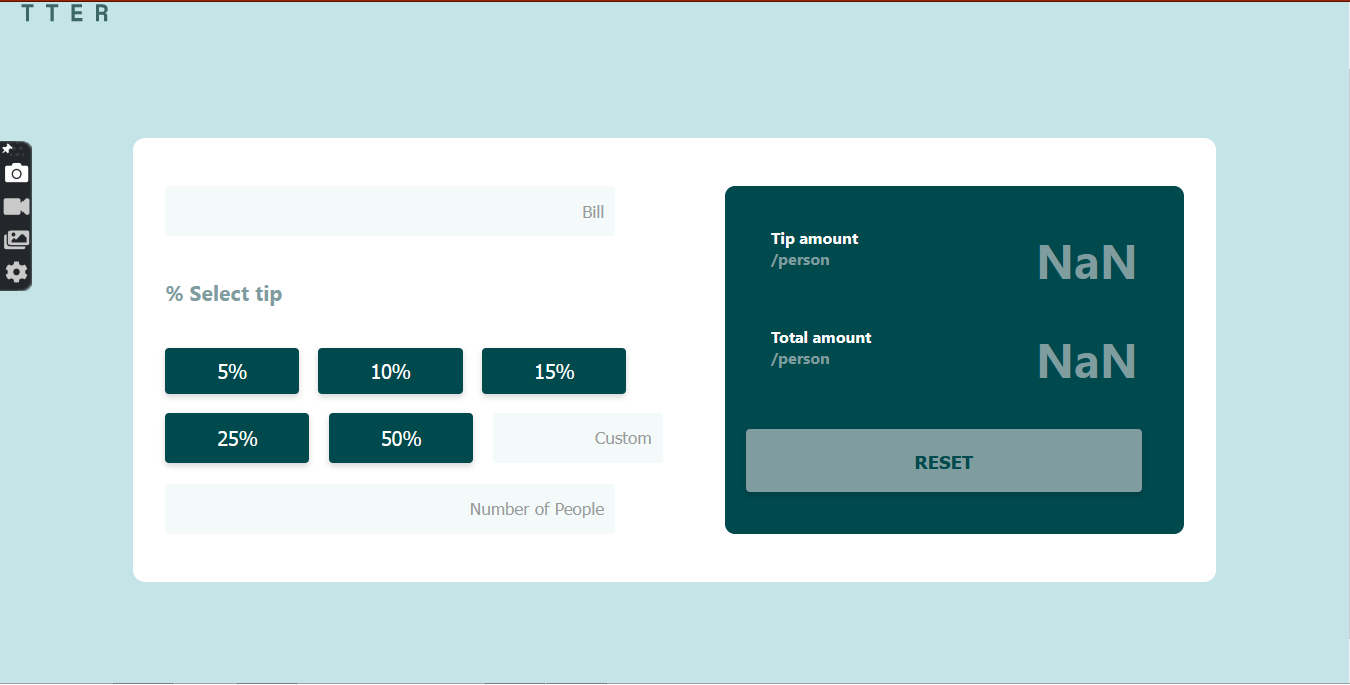 TTER
Bill
% Select tip
5%
10%
15%
25%
50%
Custom
Number of People
Tip amount
/person
NaN
Total amount
/person
NaN
RESET